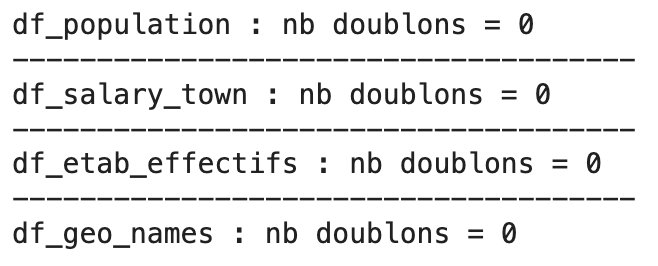 df_population : nb doublons = 0
-------------------------------------
df_salary_town : nb doublons = 0
-------------------------------------
df_etab_effectifs : nb doublons = 0
-------------------------------------
df_geo_names : nb doublons = 0